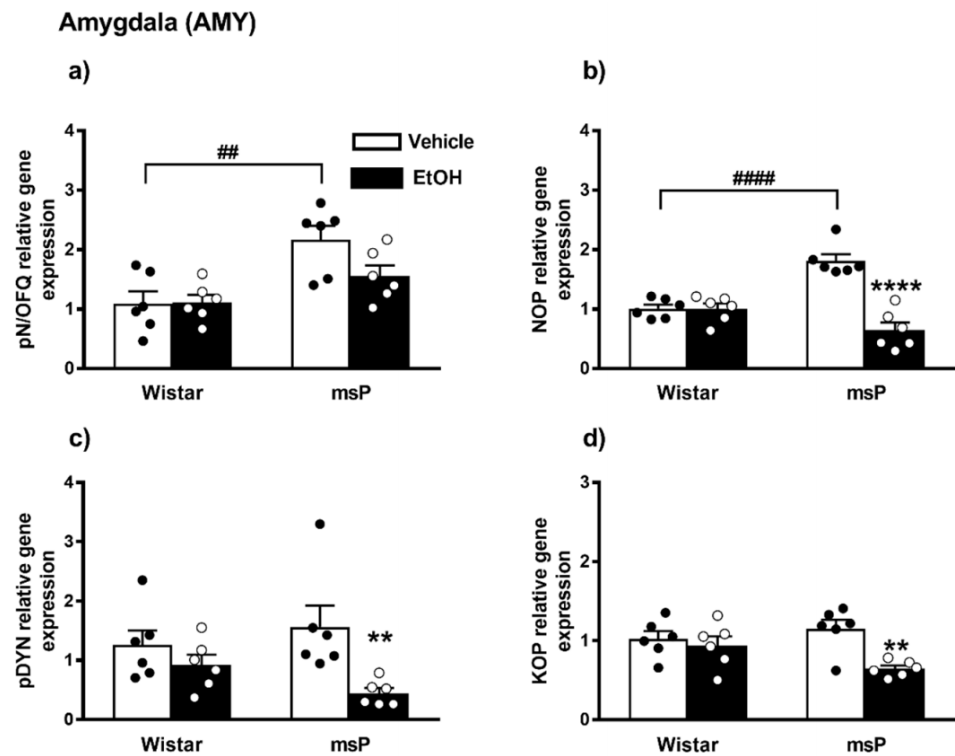 Amygdala (AMY)
a)
pN/OFQ relative gene
expression
4
3
2
1
0
##
Vehicle
EtOH
Wistar
msP
b)
NOP relative gene
expression
4
3
2
1
0
####
****
Wistar
msP
c)
pDYN relative gene
expression
4
3
2
1
0
**
Wistar
msP
d)
KOP relative gene
expression
3
2
1
0
**
Wistar
msP